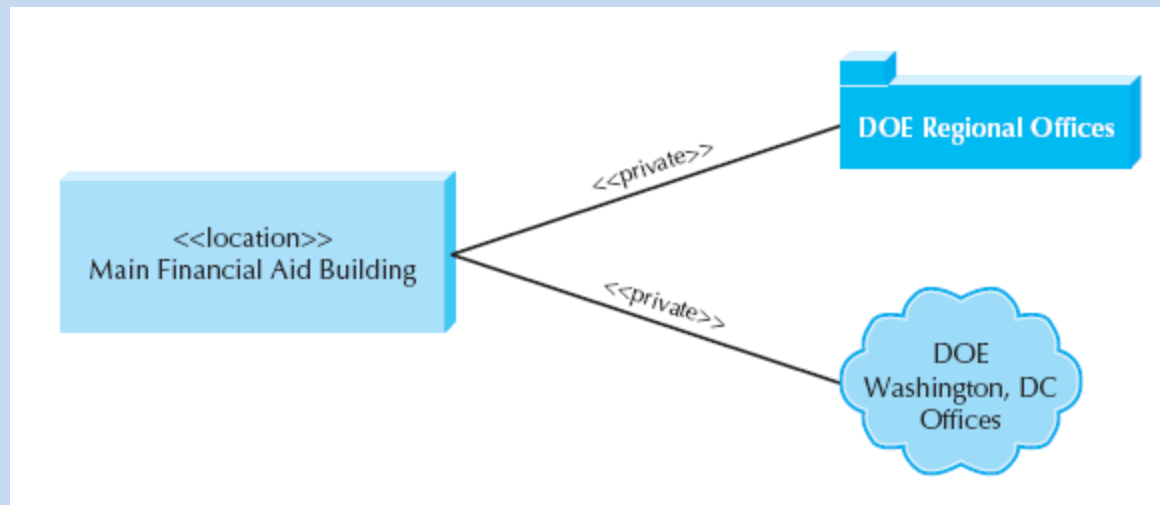 <<location>>
Main Financial Aid Building
<<private>>
DOE Regional Offices
<<private>>
DOE
Washington, DC
Offices